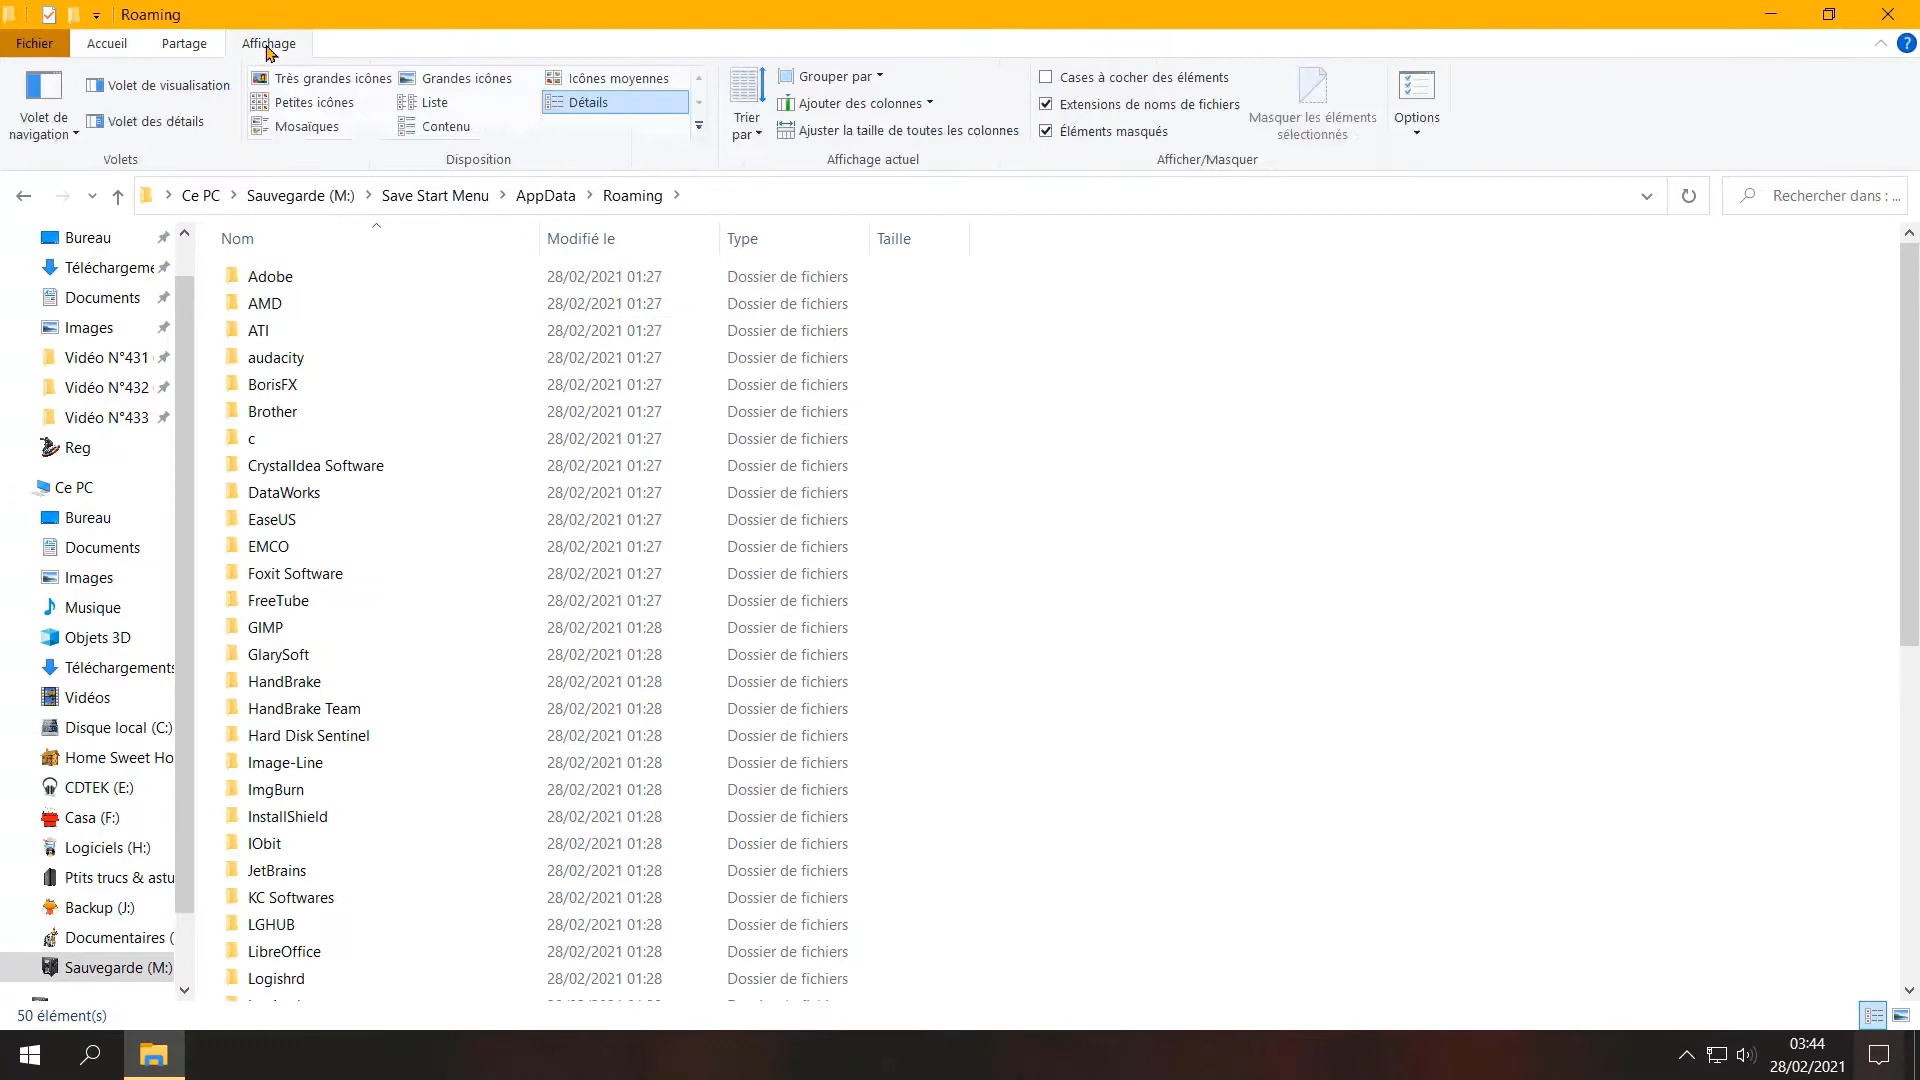 Roaming
Fichier Accueil Partage Affichage
Volet de navigation
Volet de visualisation
Volet des détails
Volets
Très grandes icônes Grandes icônes Icônes moyennes
Petites icônes Liste Détails
Mosaïques Contenu
Disposition
Trier par
Grouper par
Ajouter des colonnes
Ajuster la taille de toutes les colonnes
Affichage actuel
Cases à cocher des éléments
Extensions de noms de fichiers
Éléments masqués
Masquer les éléments sélectionnés
Afficher/Masquer
Options
Ce PC Sauvegarde (M:) Save Start Menu AppData Roaming
Rechercher dans : ...
Bureau
Téléchargeme
Documents
Images
Vidéo N°431
Vidéo N°432
Vidéo N°433
Reg
Ce PC
Bureau
Documents
Images
Musique
Objets 3D
Téléchargements
Vidéos
Disque local (C:)
Home Sweet Ho
CDTEK (E:)
Casa (F:)
Logiciels (H:)
Ptits trucs & astu
Backup (J:)
Documentaires (
Sauvegarde (M:)
Nom Modifié le Type Taille
Adobe 28/02/2021 01:27 Dossier de fichiers
AMD 28/02/2021 01:27 Dossier de fichiers
ATI 28/02/2021 01:27 Dossier de fichiers
audacity 28/02/2021 01:27 Dossier de fichiers
BorisFX 28/02/2021 01:27 Dossier de fichiers
Brother 28/02/2021 01:27 Dossier de fichiers
c 28/02/2021 01:27 Dossier de fichiers
CrystalIdea Software 28/02/2021 01:27 Dossier de fichiers
DataWorks 28/02/2021 01:27 Dossier de fichiers
EaseUS 28/02/2021 01:27 Dossier de fichiers
EMCO 28/02/2021 01:27 Dossier de fichiers
Foxit Software 28/02/2021 01:27 Dossier de fichiers
FreeTube 28/02/2021 01:27 Dossier de fichiers
GIMP 28/02/2021 01:28 Dossier de fichiers
GlarySoft 28/02/2021 01:28 Dossier de fichiers
HandBrake 28/02/2021 01:28 Dossier de fichiers
HandBrake Team 28/02/2021 01:28 Dossier de fichiers
Hard Disk Sentinel 28/02/2021 01:28 Dossier de fichiers
Image-Line 28/02/2021 01:28 Dossier de fichiers
ImgBurn 28/02/2021 01:28 Dossier de fichiers
InstallShield 28/02/2021 01:28 Dossier de fichiers
IObit 28/02/2021 01:28 Dossier de fichiers
JetBrains 28/02/2021 01:28 Dossier de fichiers
KC Softwares 28/02/2021 01:28 Dossier de fichiers
LGHUB 28/02/2021 01:28 Dossier de fichiers
LibreOffice 28/02/2021 01:28 Dossier de fichiers
Logishrd 28/02/2021 01:28 Dossier de fichiers
50 élément(s)
03:44
28/02/2021